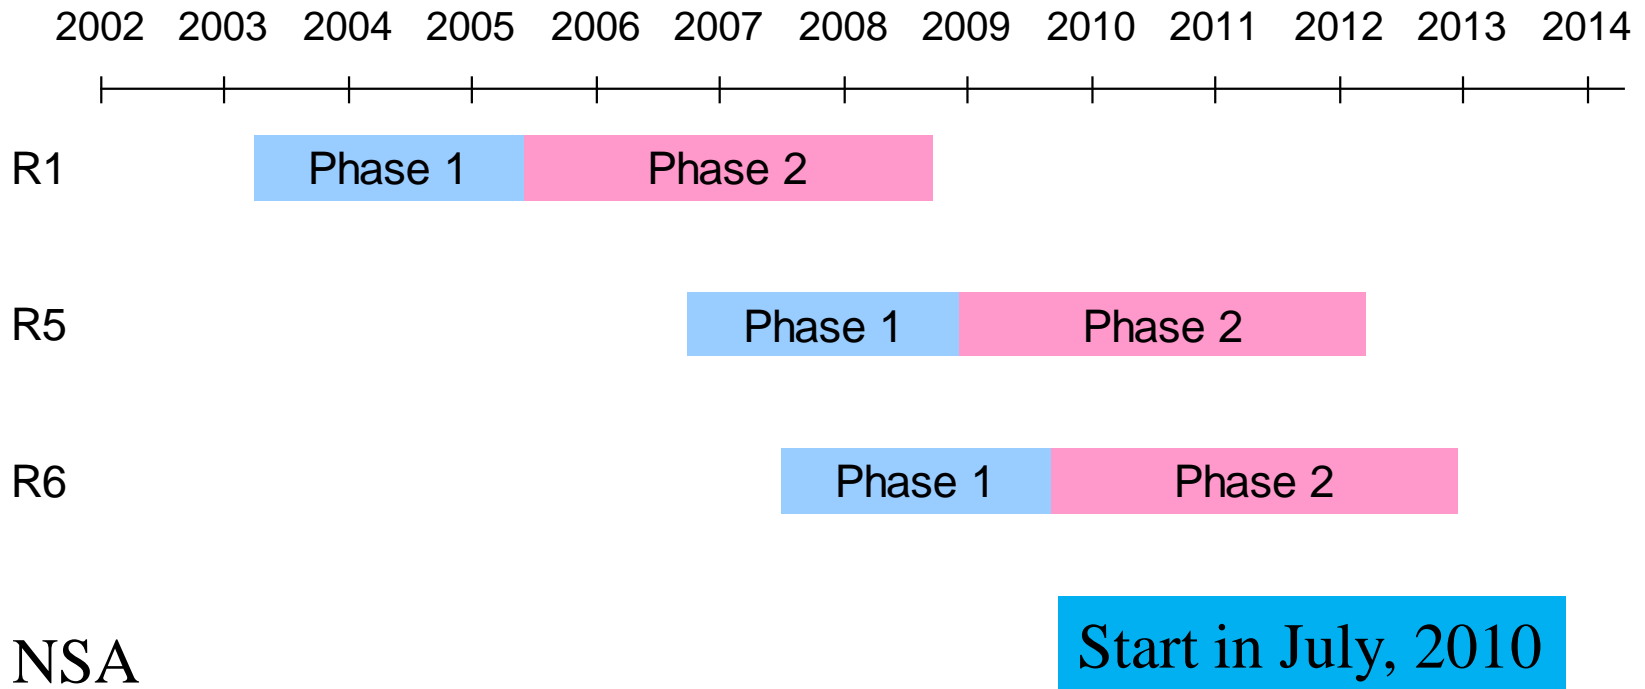 2002 2003 2004 2005 2006 2007 2008 2009 2010 2011 2012 2013 2014
R1 Phase 1 Phase 2
R5 Phase 1 Phase 2
R6 Phase 1 Phase 2
NSA Start in July, 2010